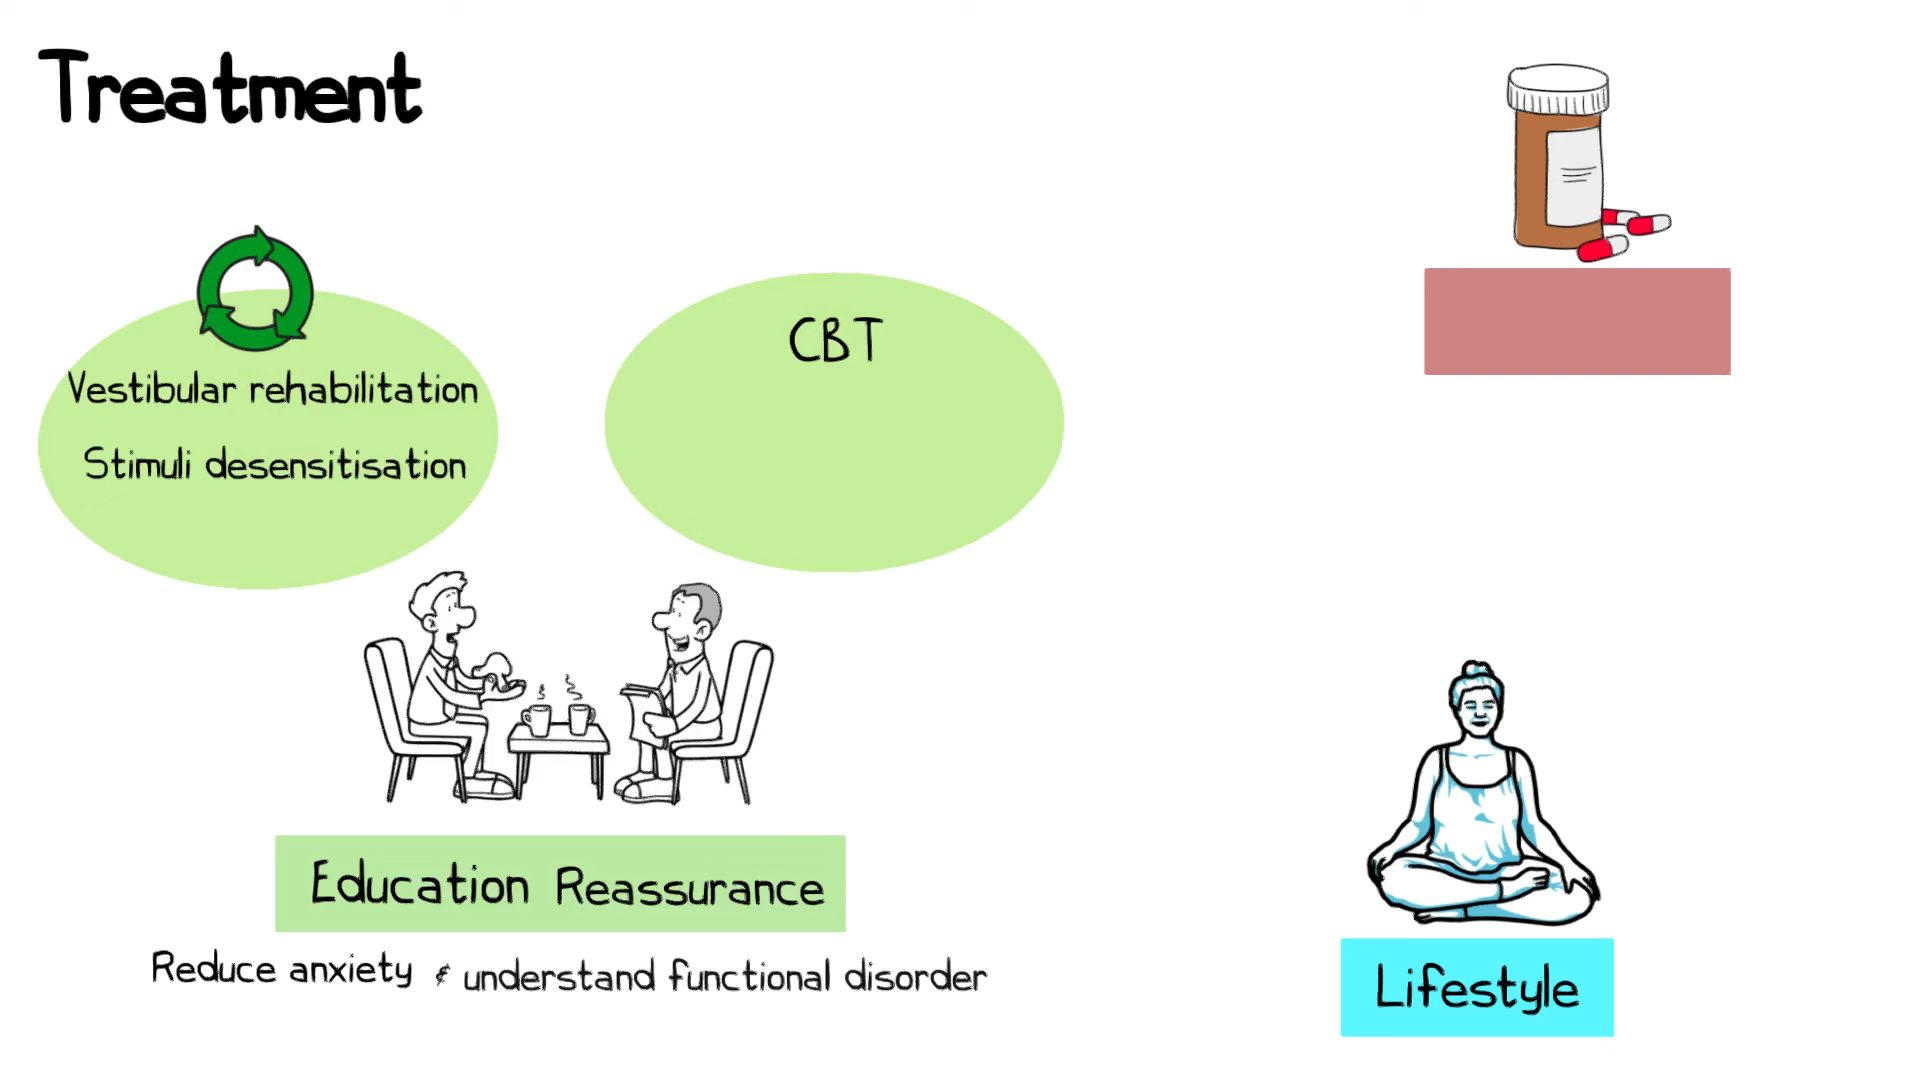 Treatment
Vestibular rehabilitation
Stimuli desensitisation
CBT
Education Reassurance
Reduce anxiety & understand functional disorder
Lifestyle